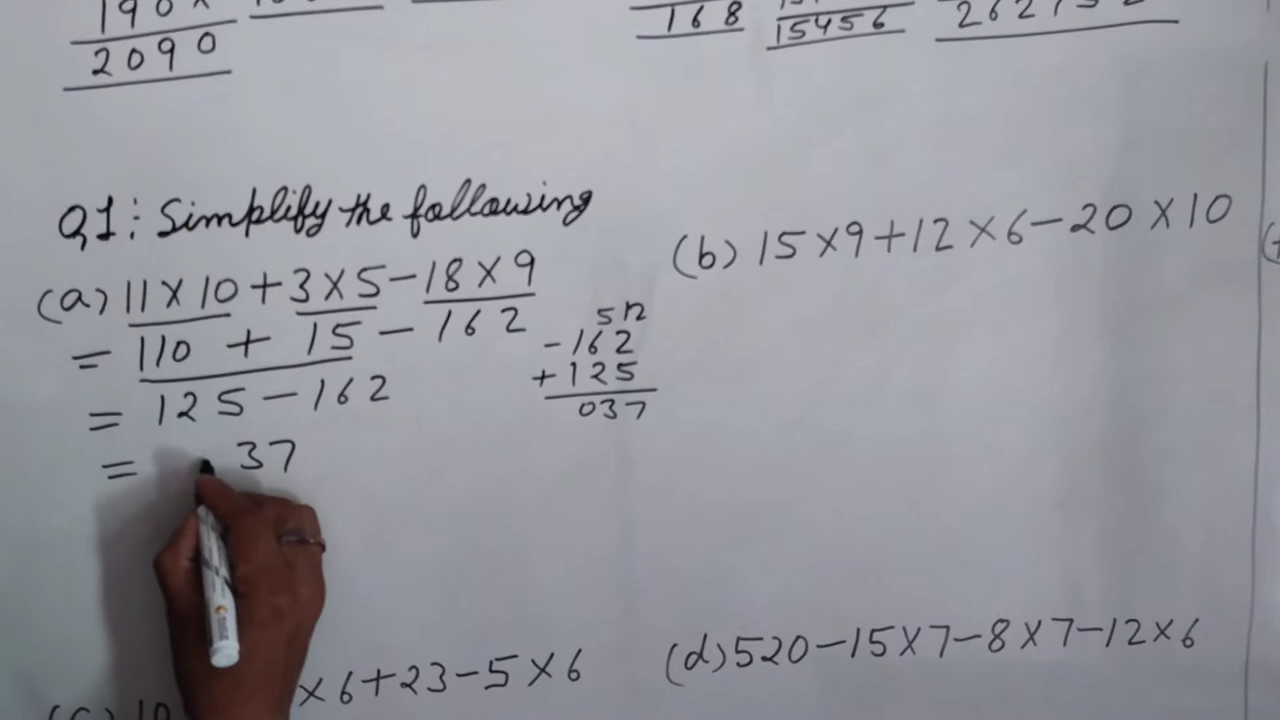 190×
2090
168
15456
Q1: Simplify the following
(a) 11×10+3×5-18×9
= 110 + 15 - 162
= 125-162
= 37
5 12
-162
+125
037
(b) 15×9+12×6-20×10
×6+23-5×6
(d) 520-15×7-8×7-12×6